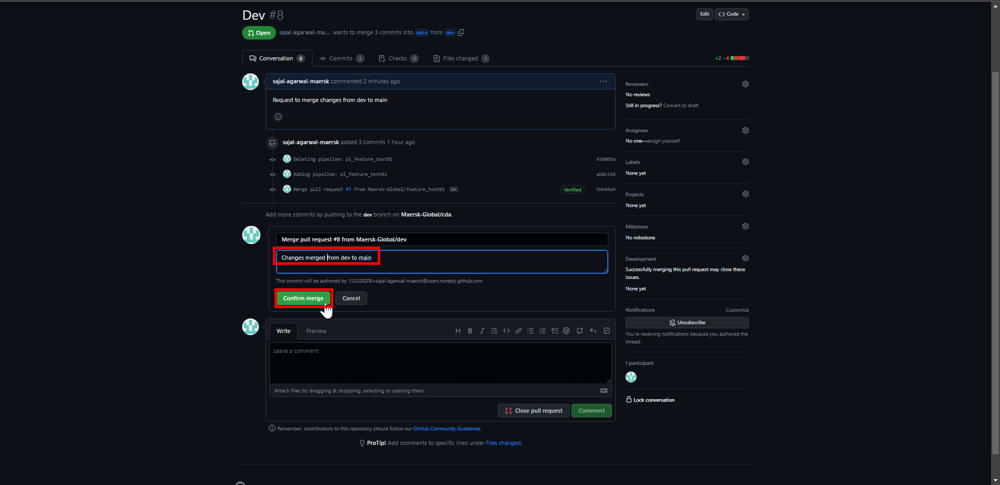 Dev #8
Edit
Code
Open
sajal-agarwal-ma... wants to merge 3 commits into main from dev
Conversation 0
Commits 3
Checks 0
Files changed 1
+2 −4
sajal-agarwal-maersk commented 2 minutes ago
Request to merge changes from dev to main
sajal-agarwal-maersk added 3 commits 1 hour ago
Deleting pipeline: pl_feature_test01
49d009a
Adding pipeline: pl_feature_test01
ab8c544
Merge pull request #7 from Maersk-Global/feature_test01 ...
Verified
5bb44a9
Add more commits by pushing to the dev branch on Maersk-Global/cda.
Merge pull request #8 from Maersk-Global/dev
Changes merged from dev to main
This commit will be authored by 132328208+sajal-agarwal-maersk@users.noreply.github.com
Confirm merge
Cancel
Write
Preview
Leave a comment
Attach files by dragging & dropping, selecting or pasting them.
Close pull request
Comment
Remember, contributions to this repository should follow our GitHub Community Guidelines.
ProTip! Add comments to specific lines under Files changed.
Reviewers
No reviews
Still in progress? Convert to draft
Assignees
No one—assign yourself
Labels
None yet
Projects
None yet
Milestone
No milestone
Development
Successfully merging this pull request may close these
issues.
None yet
Notifications
Customize
Unsubscribe
You're receiving notifications because you authored the
thread.
1 participant
Lock conversation